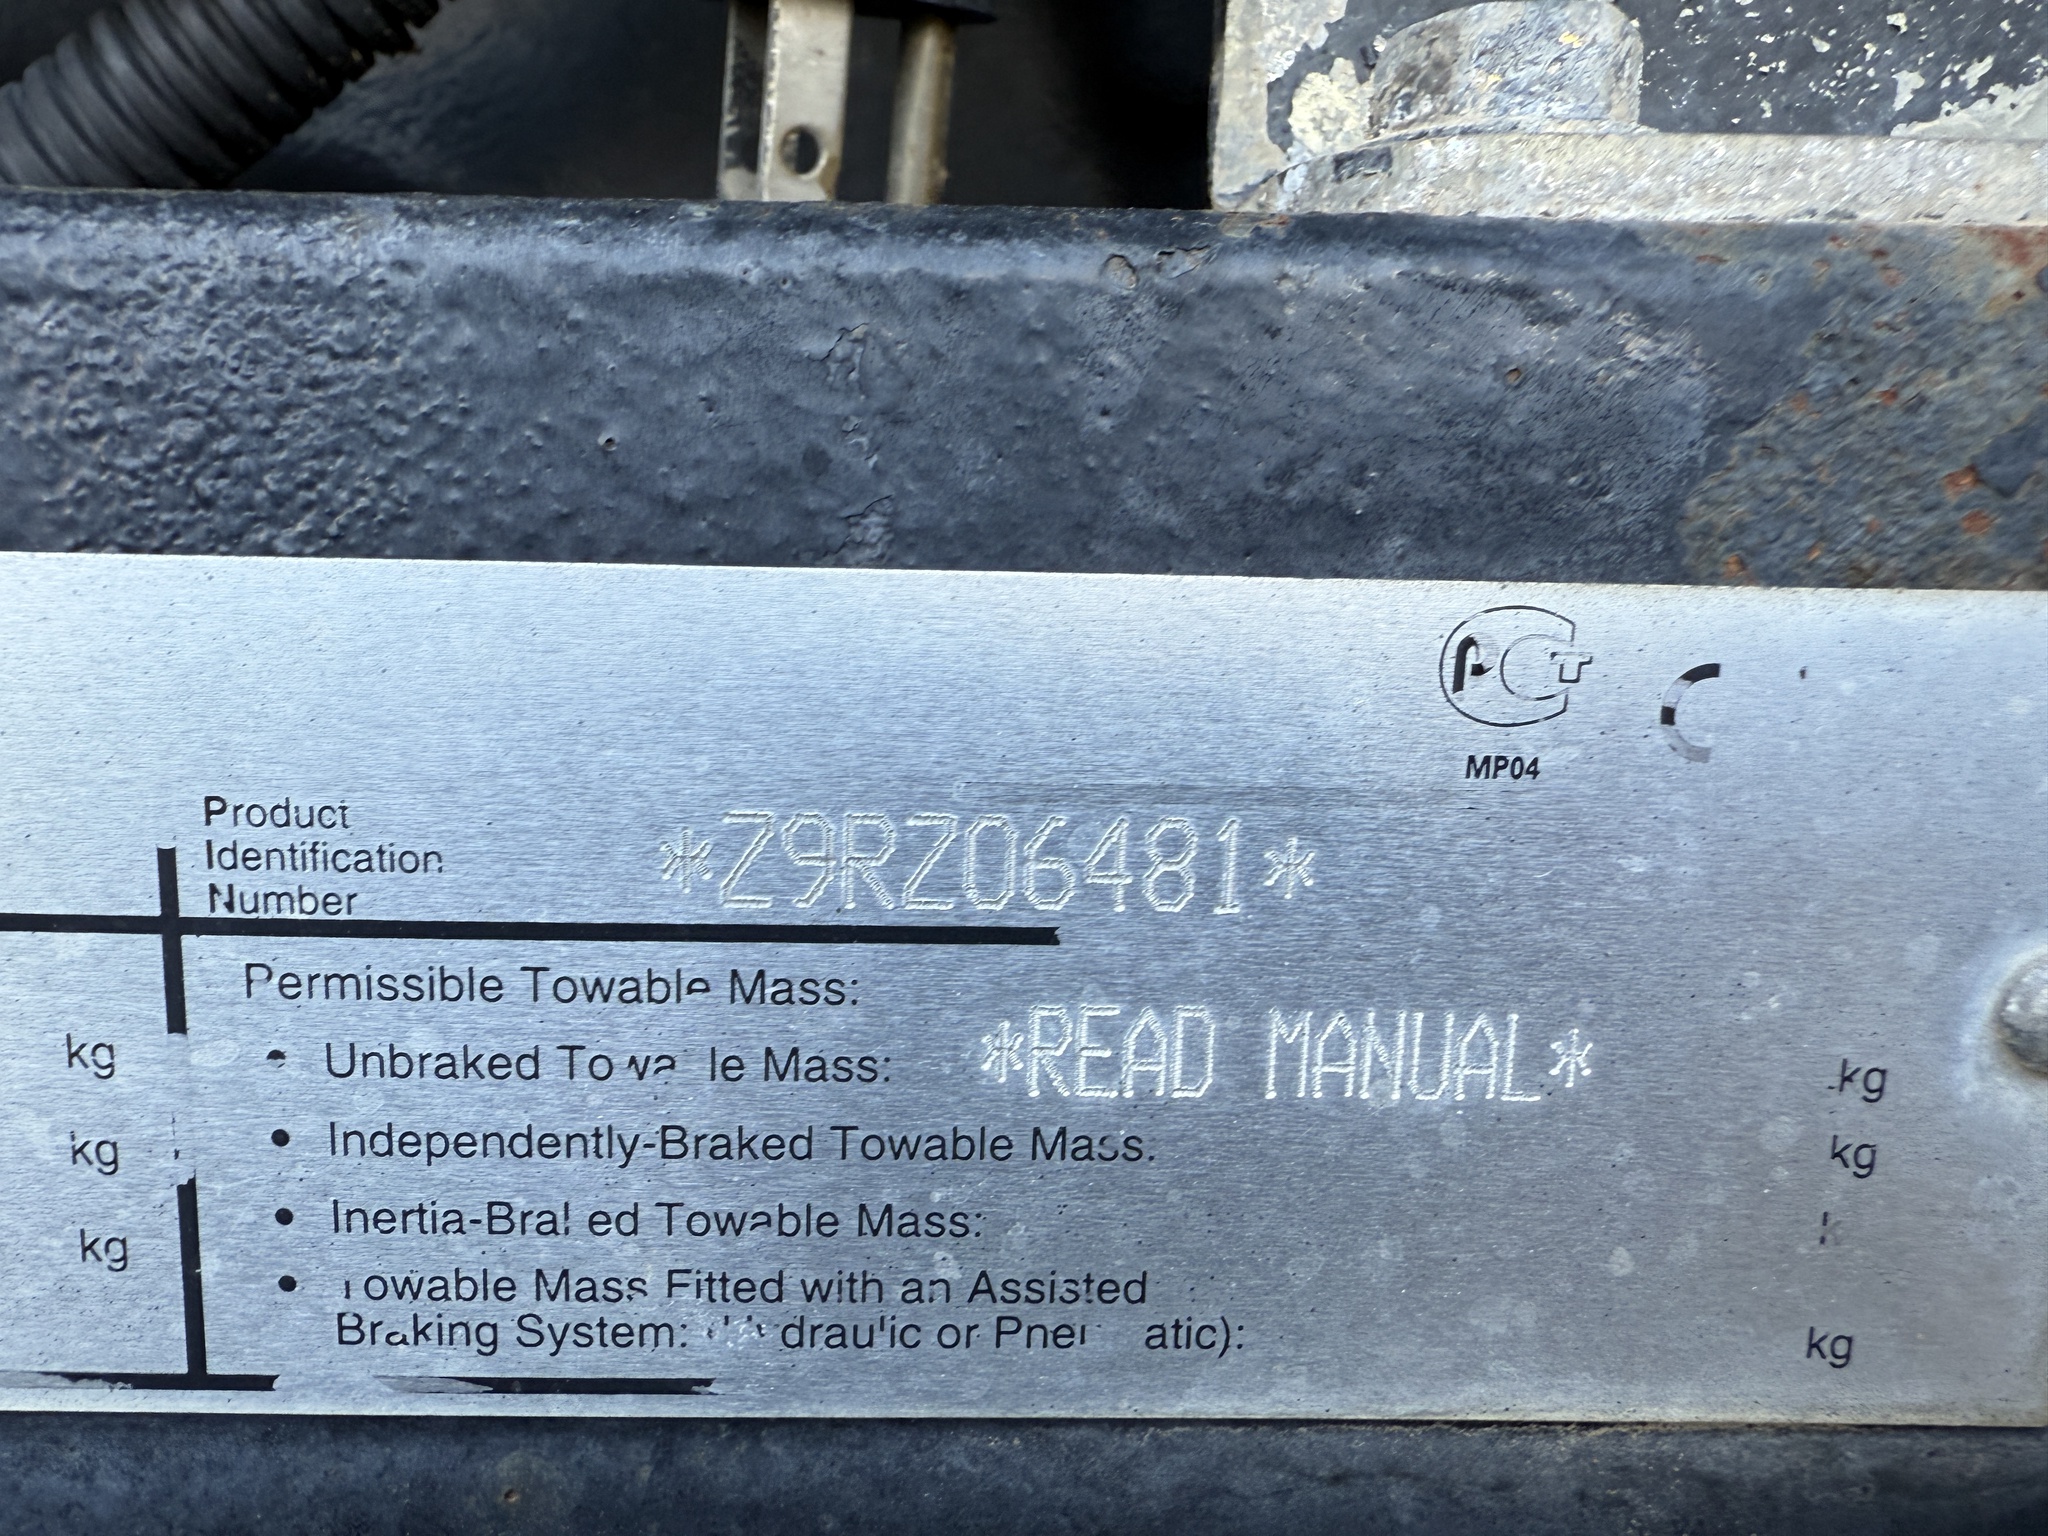 PCT
MP04
Product
Identification
Number
*Z9RZ06481*
Permissible Towable Mass:
kg
• Unbraked Towable Mass:
*READ MANUAL*
kg
kg
• Independently-Braked Towable Mass:
kg
kg
• Inertia-Braked Towable Mass:
• Towable Mass Fitted with an Assisted
Braking System: (Hydraulic or Pneumatic):
kg